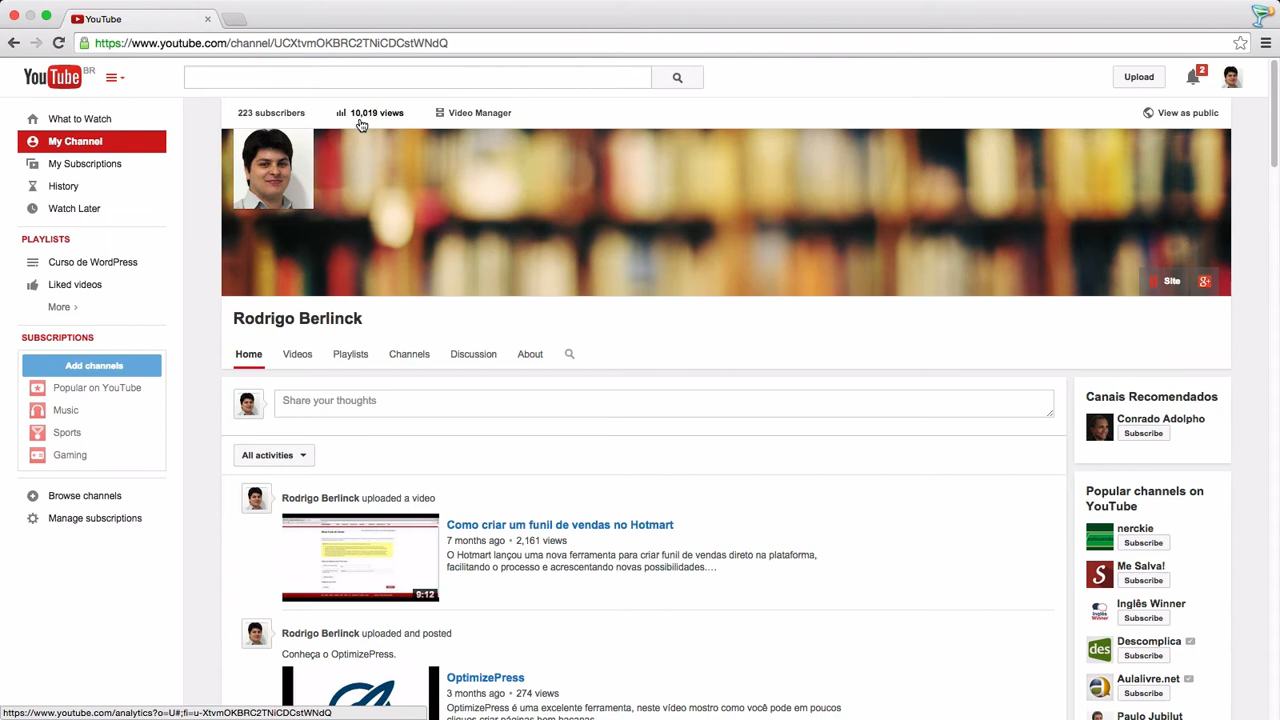 YouTube
https://www.youtube.com/channel/UCXtvmOKBRC2TNiCDCstWNdQ
YouTube BR
Upload
2
What to Watch
My Channel
My Subscriptions
History
Watch Later
PLAYLISTS
Curso de WordPress
Liked videos
More ›
SUBSCRIPTIONS
Add channels
Popular on YouTube
Music
Sports
Gaming
Browse channels
Manage subscriptions
223 subscribers 10,019 views Video Manager View as public
Site g+
Rodrigo Berlinck
Home Videos Playlists Channels Discussion About
Share your thoughts
All activities
Rodrigo Berlinck uploaded a video
Como criar um funil de vendas no Hotmart
7 months ago • 2,161 views
O Hotmart lançou uma nova ferramenta para criar funil de vendas direto na plataforma,
facilitando o processo e acrescentando novas possibilidades....
9:12
Rodrigo Berlinck uploaded and posted
Conheça o OptimizePress.
OptimizePress
3 months ago • 274 views
OptimizePress é uma excelente ferramenta, neste vídeo mostro como você pode em poucos
cliques criar páginas bem bacanas.
Canais Recomendados
Conrado Adolpho
Subscribe
Popular channels on
YouTube
nerckie
Subscribe
Me Salva!
Subscribe
Inglês Winner
Subscribe
Descomplica
des
Subscribe
Aulalivre.net
Subscribe
Paulo Jubilut
https://www.youtube.com/analytics?o=U#;fi=u-XtvmOKBRC2TNiCDCstWNdQ